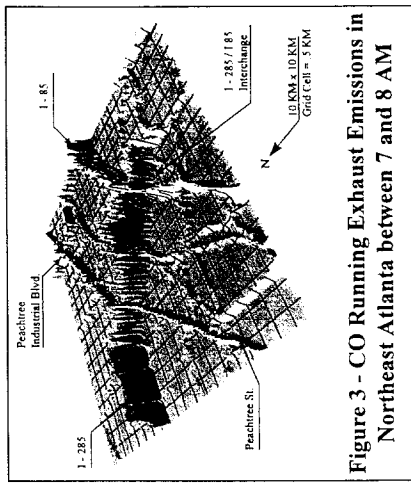 I - 85
Peachtree
Industrial Blvd.
I - 285 / I 85
Interchange
I - 285
N
10 KM x 10 KM
Grid Cell = .5 KM
Peachtree St.
Figure 3 - CO Running Exhaust Emissions in
Northeast Atlanta between 7 and 8 AM